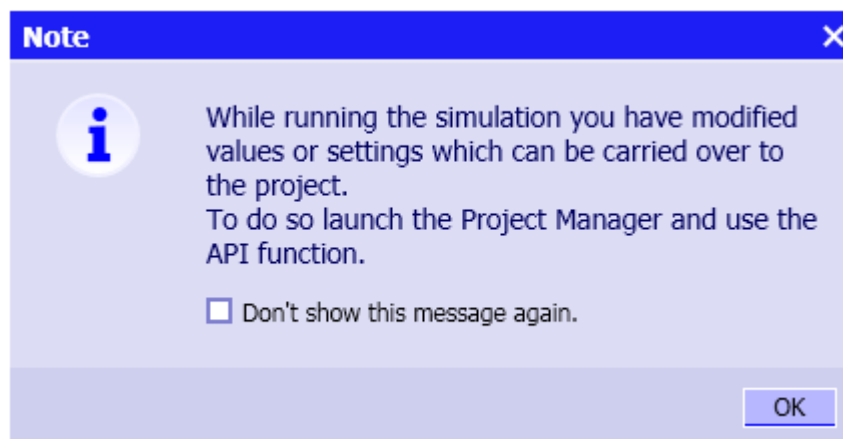 Note
While running the simulation you have modified
values or settings which can be carried over to
the project.
To do so launch the Project Manager and use the
API function.
Don't show this message again.
OK